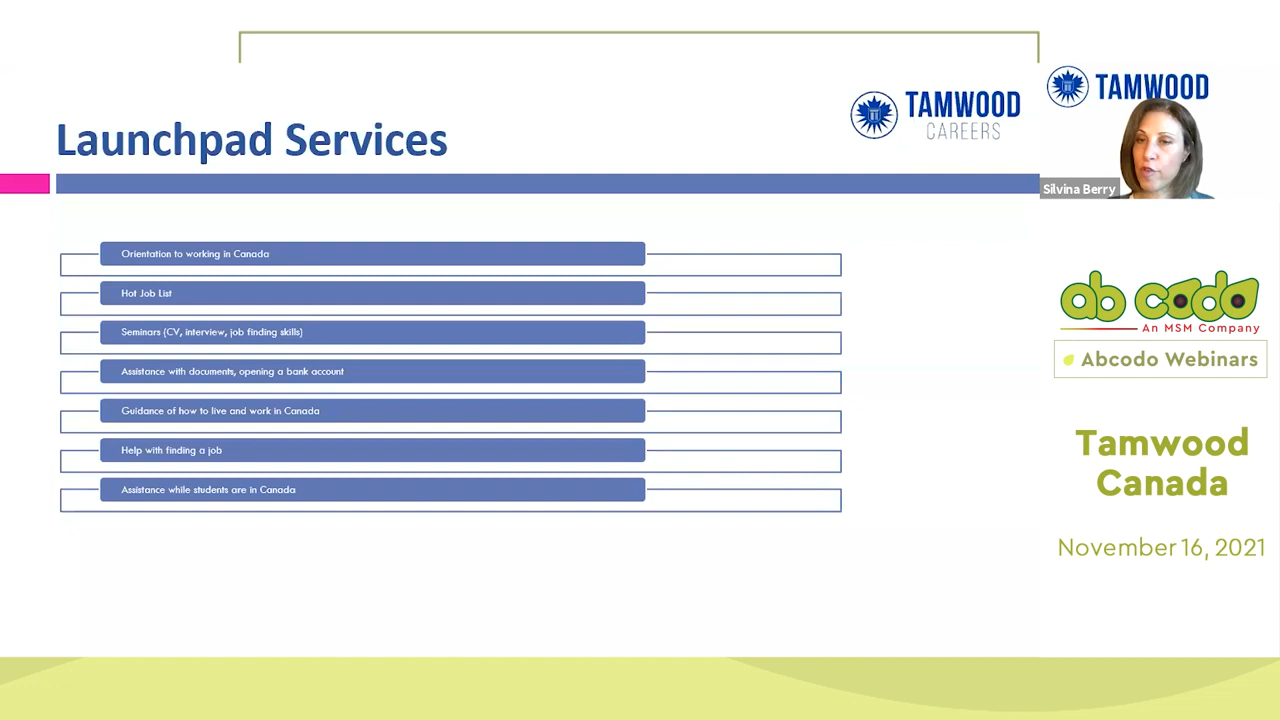 Launchpad Services
TAMWOOD
CAREERS
TAMWOOD
Silvina Berry
Orientation to working in Canada
Hot Job List
Seminars (CV, interview, job finding skills)
Assistance with documents, opening a bank account
Guidance of how to live and work in Canada
Help with finding a job
Assistance while students are in Canada
ab codo
An MSM Company
Abcodo Webinars
Tamwood
Canada
November 16, 2021